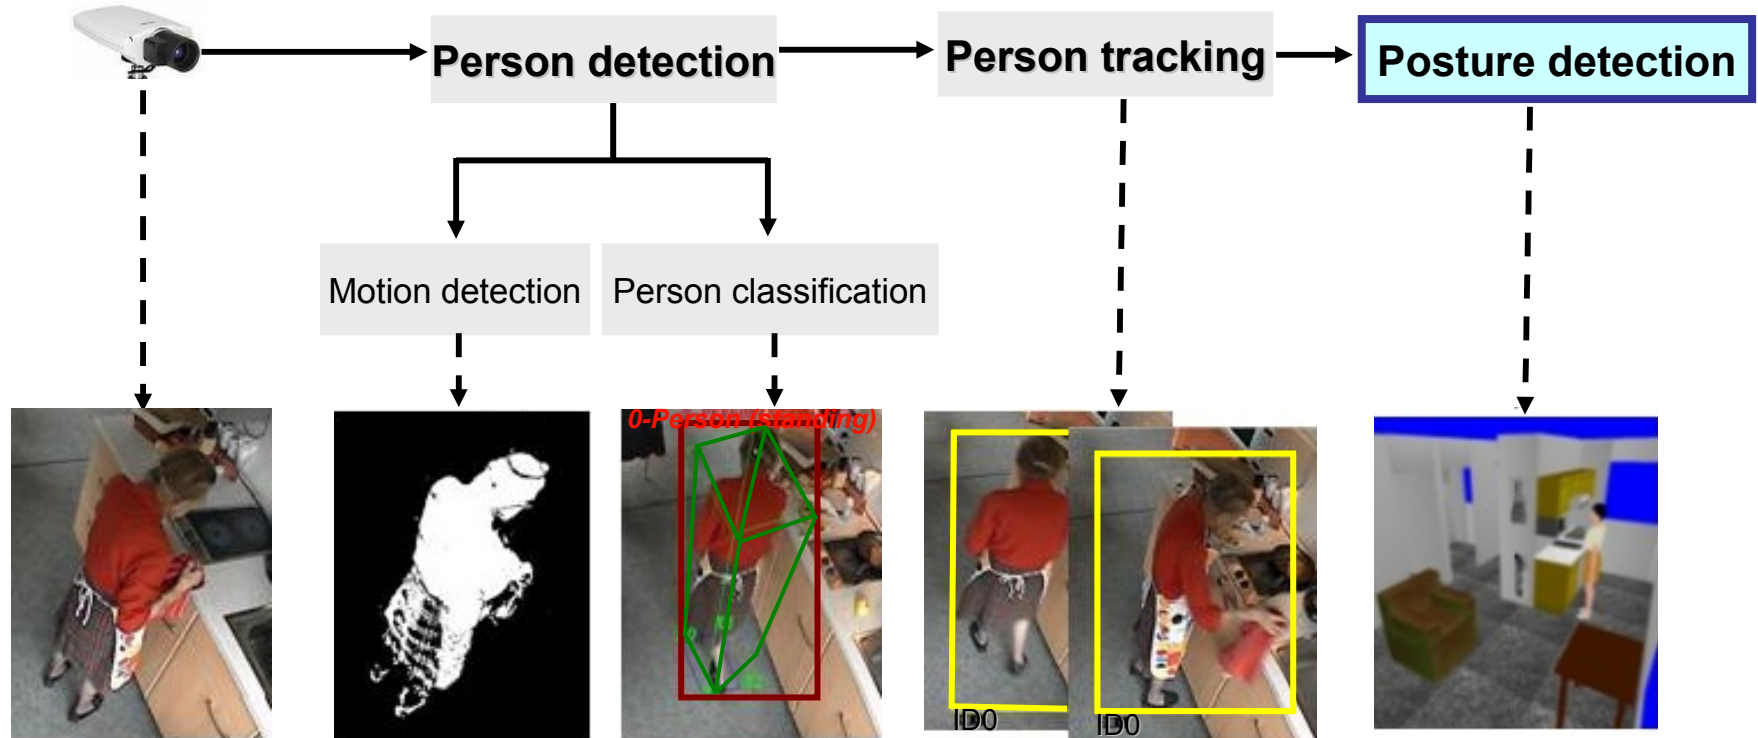 Person detection
Person tracking
Posture detection
Motion detection
Person classification
0-Person (standing)
ID0
ID0